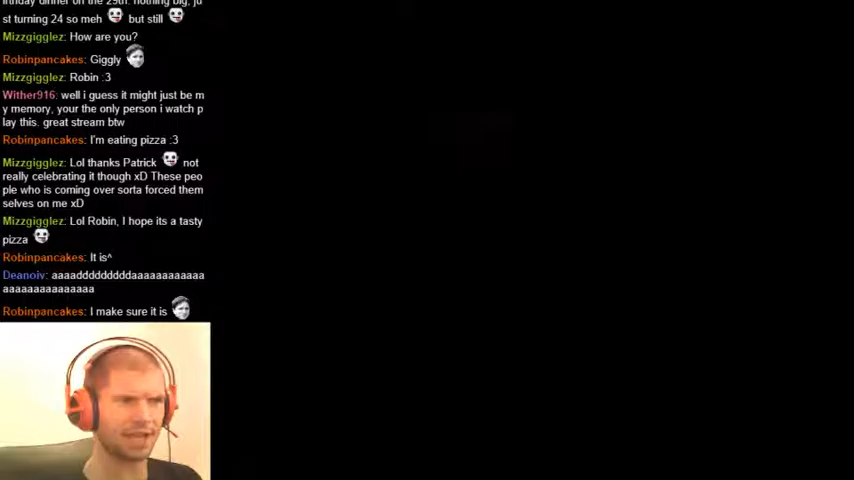 irthday dinner on the 29th. nothing big, ju
st turning 24 so meh but still
Mizzgigglez: How are you?
Robinpancakes: Giggly
Mizzgigglez: Robin :3
Wither916: well i guess it might just be m
y memory, your the only person i watch p
lay this. great stream btw
Robinpancakes: I'm eating pizza :3
Mizzgigglez: Lol thanks Patrick not
really celebrating it though xD These peo
ple who is coming over sorta forced them
selves on me xD
Mizzgigglez: Lol Robin, I hope its a tasty
pizza
Robinpancakes: It is^
Deanoiv: aaaadddddddddaaaaaaaaaaaa
aaaaaaaaaaaaaaa
Robinpancakes: I make sure it is